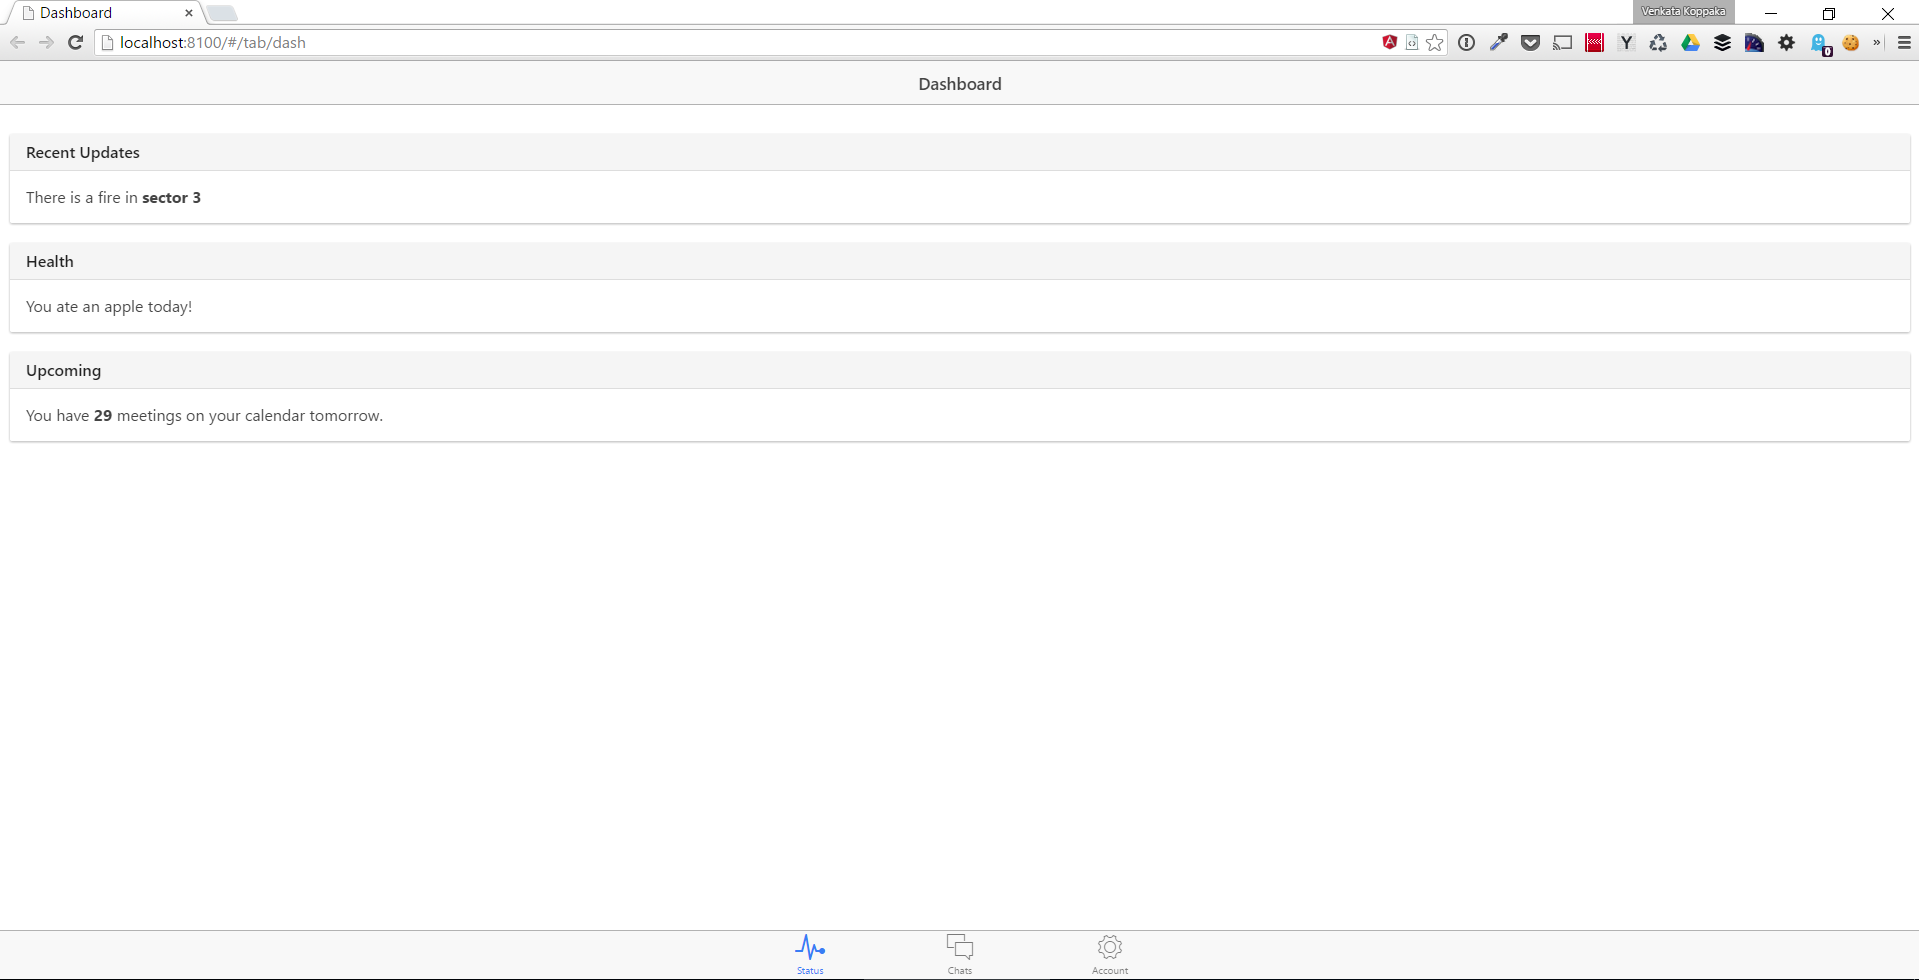 Dashboard
Venkata Koppaka
localhost:8100/#/tab/dash
Dashboard
Recent Updates
There is a fire in sector 3
Health
You ate an apple today!
Upcoming
You have 29 meetings on your calendar tomorrow.
Status
Chats
Account